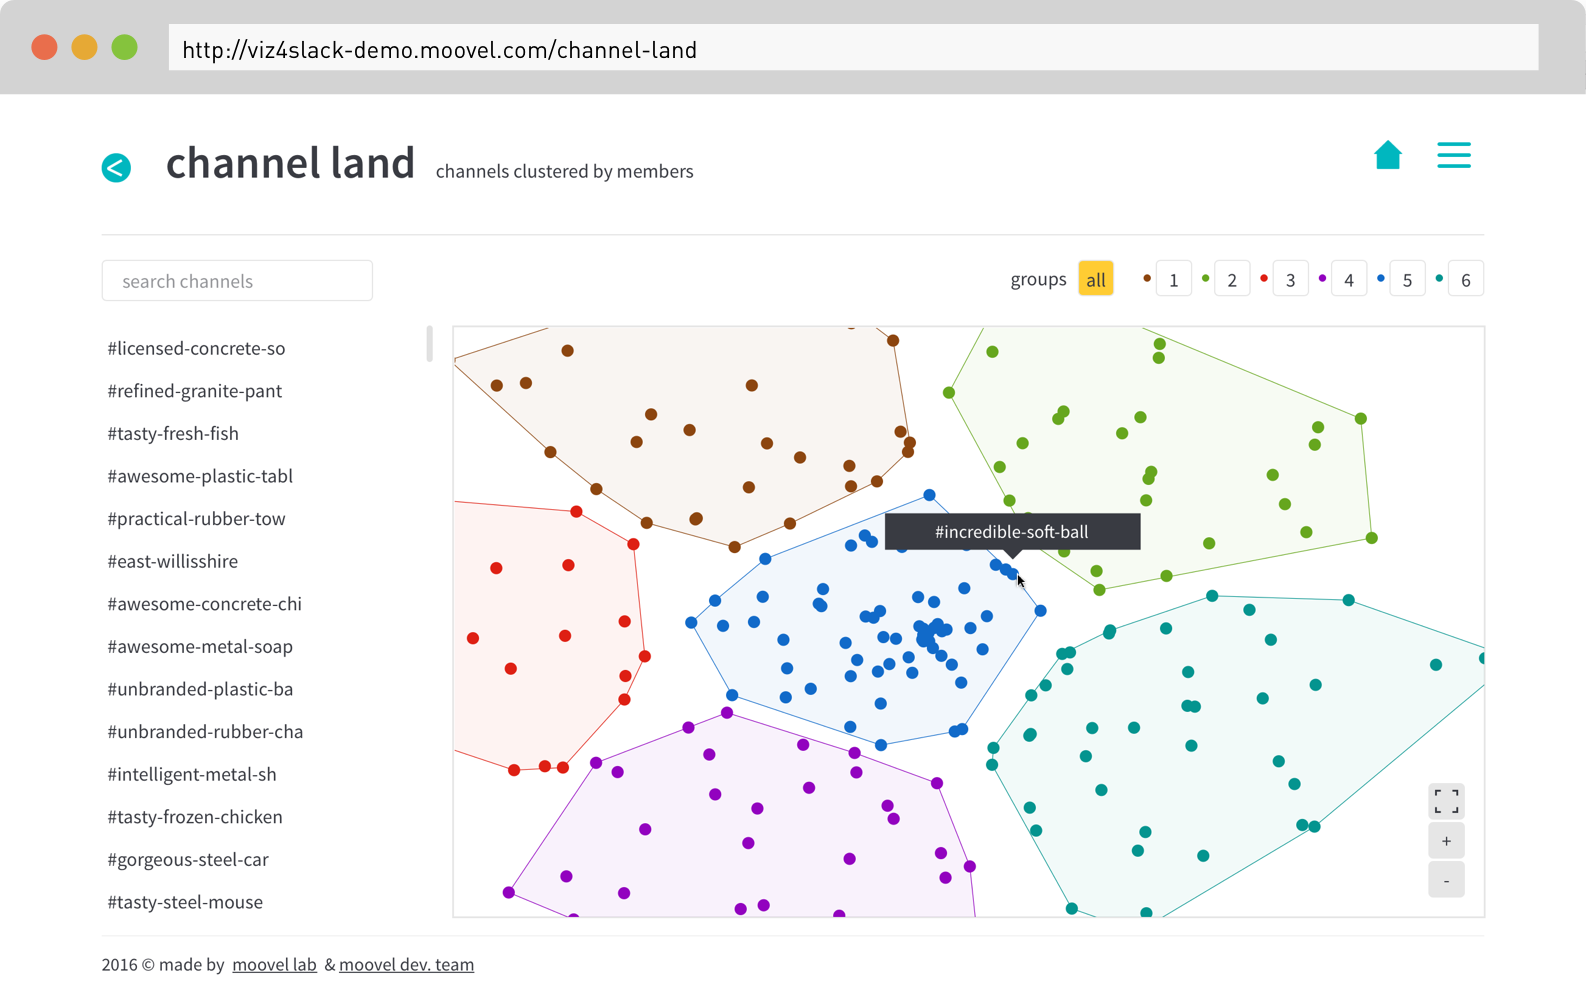 http://viz4slack-demo.moovel.com/channel-land
<
channel land channels clustered by members
search channels
groups all 1 2 3 4 5 6
#licensed-concrete-so
#refined-granite-pant
#tasty-fresh-fish
#awesome-plastic-tabl
#practical-rubber-tow
#east-willisshire
#awesome-concrete-chi
#awesome-metal-soap
#unbranded-plastic-ba
#unbranded-rubber-cha
#intelligent-metal-sh
#tasty-frozen-chicken
#gorgeous-steel-car
#tasty-steel-mouse
#incredible-soft-ball
+
-
2016 © made by moovel lab & moovel dev. team